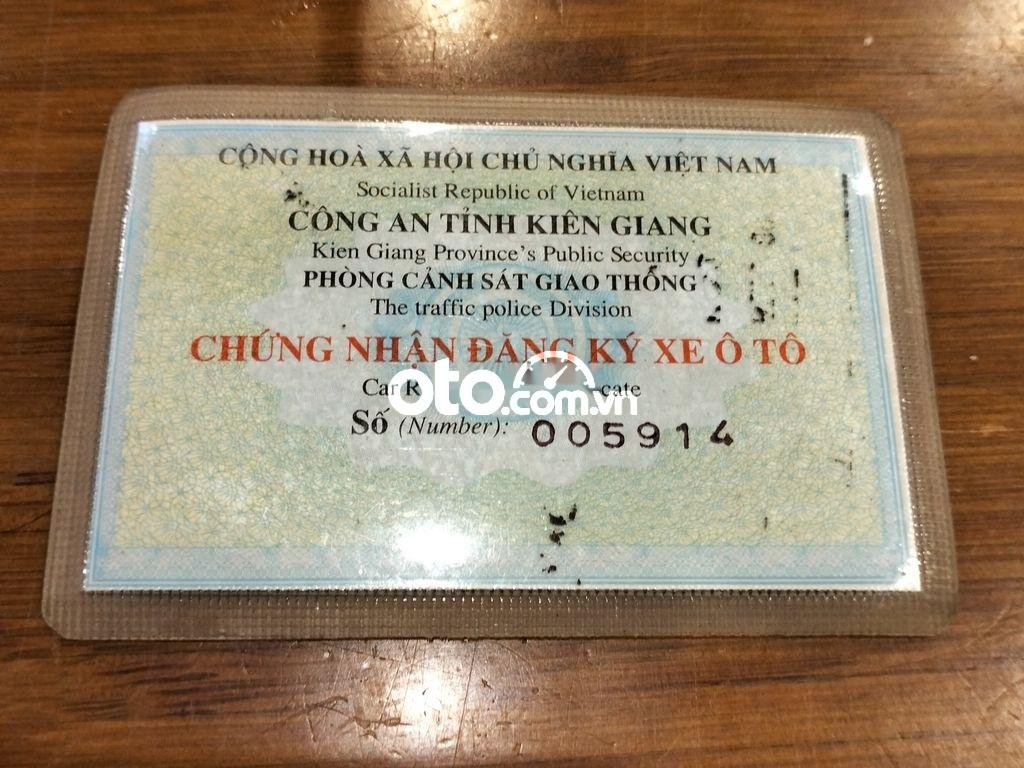 CỘNG HOÀ XÃ HỘI CHỦ NGHĨA VIỆT NAM
Socialist Republic of Vietnam
CÔNG AN TỈNH KIÊN GIANG
Kien Giang Province's Public Security
PHÒNG CẢNH SÁT GIAO THÔNG
The traffic police Division
CHỨNG NHẬN ĐĂNG KÝ XE Ô TÔ
Car
oto.com.vn
Số (Number): 005914